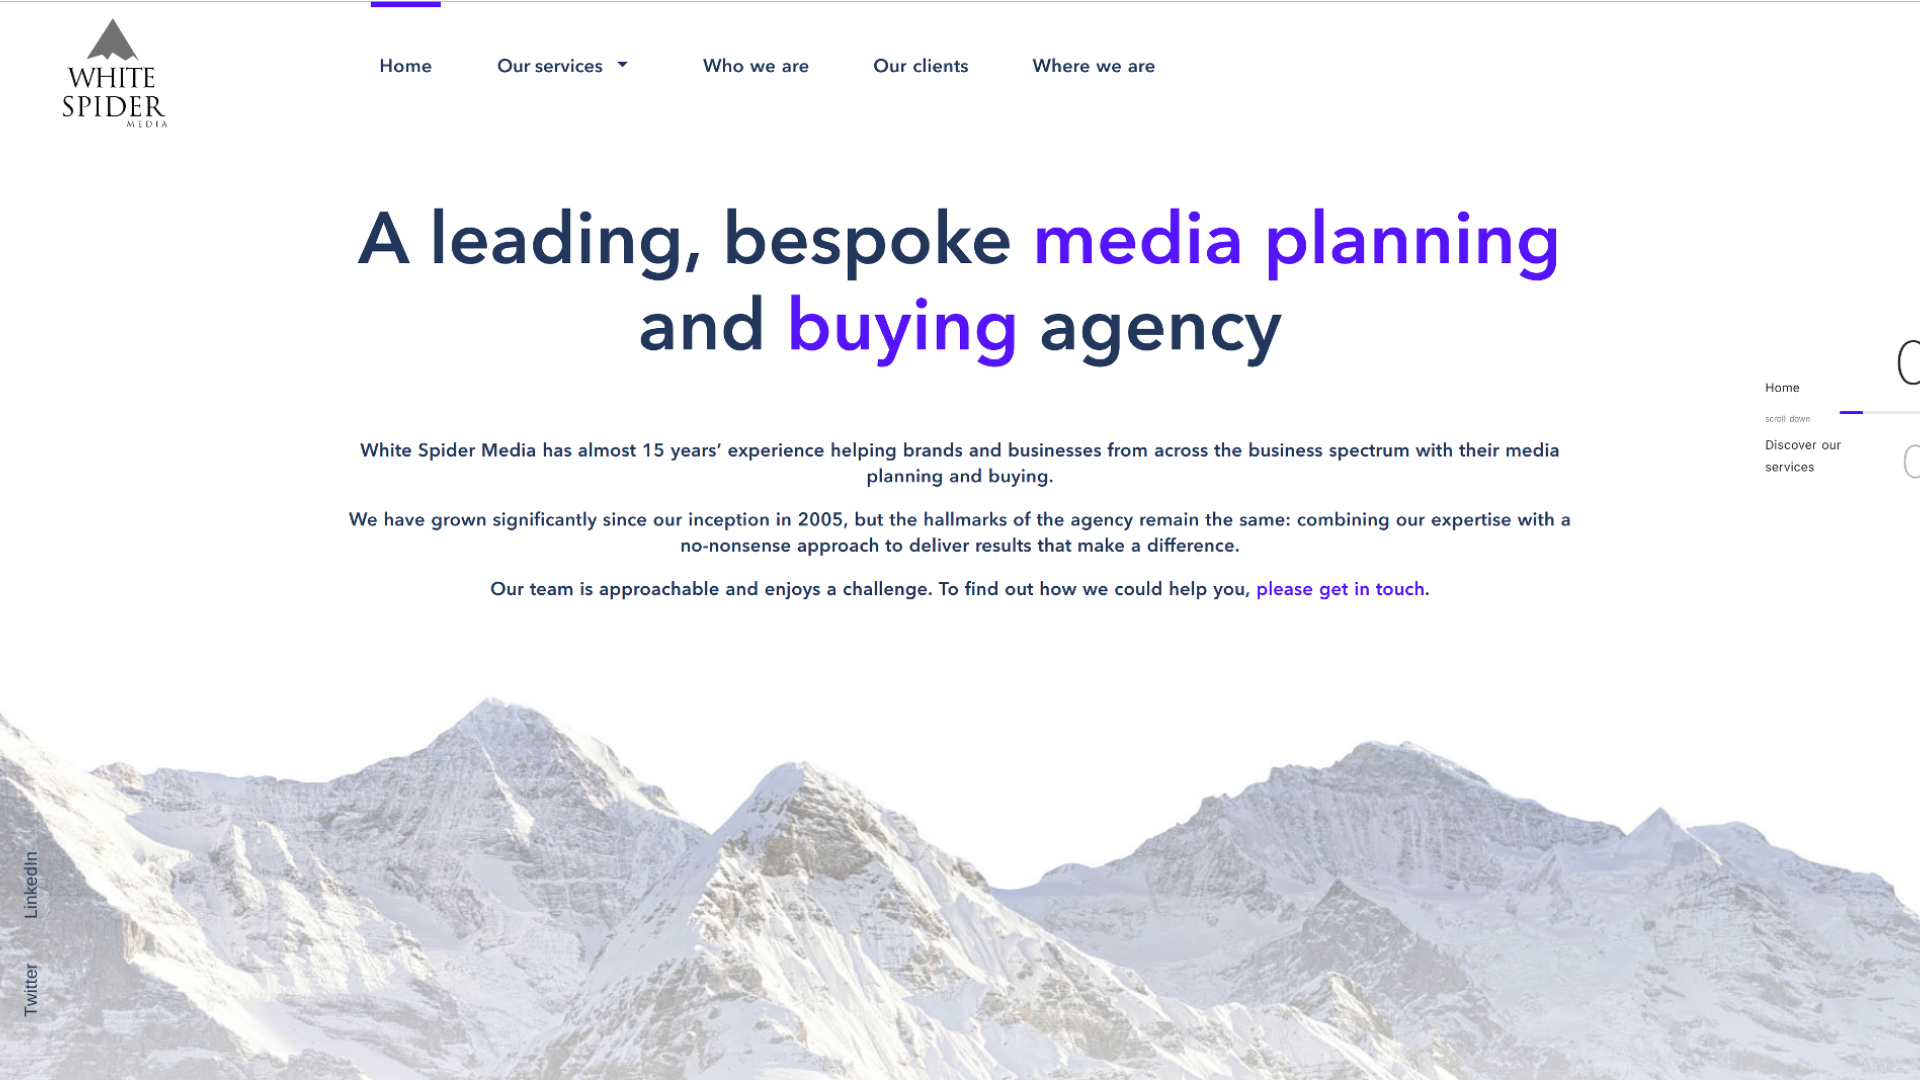 WHITE
SPIDER
MEDIA
Home
Our services
Who we are
Our clients
Where we are
A leading, bespoke media planning
and buying agency
White Spider Media has almost 15 years’ experience helping brands and businesses from across the business spectrum with their media
planning and buying.
We have grown significantly since our inception in 2005, but the hallmarks of the agency remain the same: combining our expertise with a
no-nonsense approach to deliver results that make a difference.
Our team is approachable and enjoys a challenge. To find out how we could help you, please get in touch.
Home
scroll down
Discover our
services
LinkedIn
Twitter